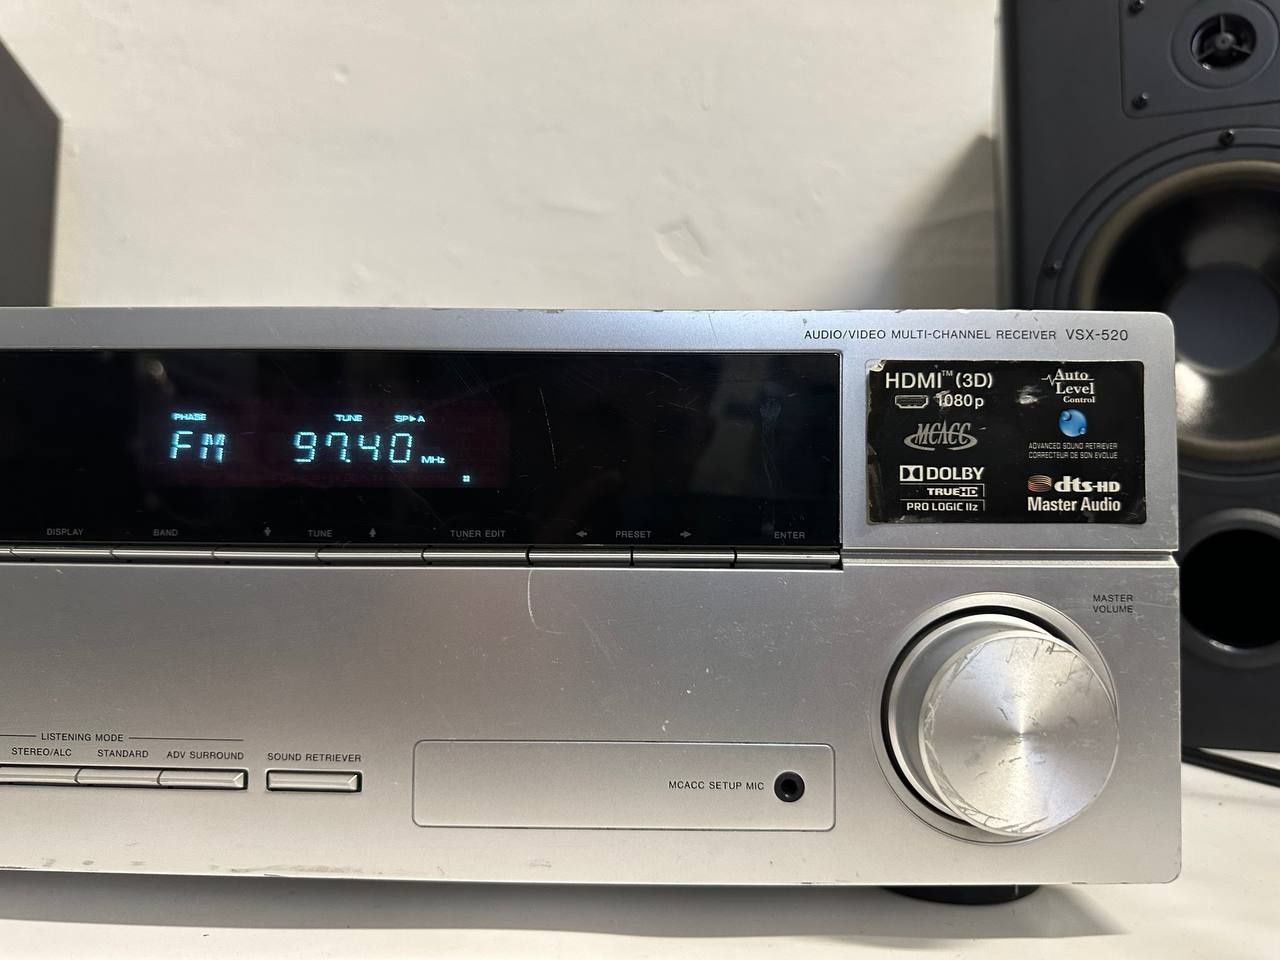 AUDIO/VIDEO MULTI-CHANNEL RECEIVER VSX-520
PHASE TUNE SP▶A
FM 97.40 MHz
HDMI™ (3D)
1080p
Auto
Level
Control
MCACC
ADVANCED SOUND RETRIEVER
CORRECTEUR DE SON EVOLUE
DOLBY
TRUEHD
PRO LOGIC IIz
dts-HD
Master Audio
DISPLAY BAND TUNE TUNER EDIT PRESET ENTER
MASTER
VOLUME
LISTENING MODE
STEREO/ALC STANDARD ADV SURROUND SOUND RETRIEVER
MCACC SETUP MIC